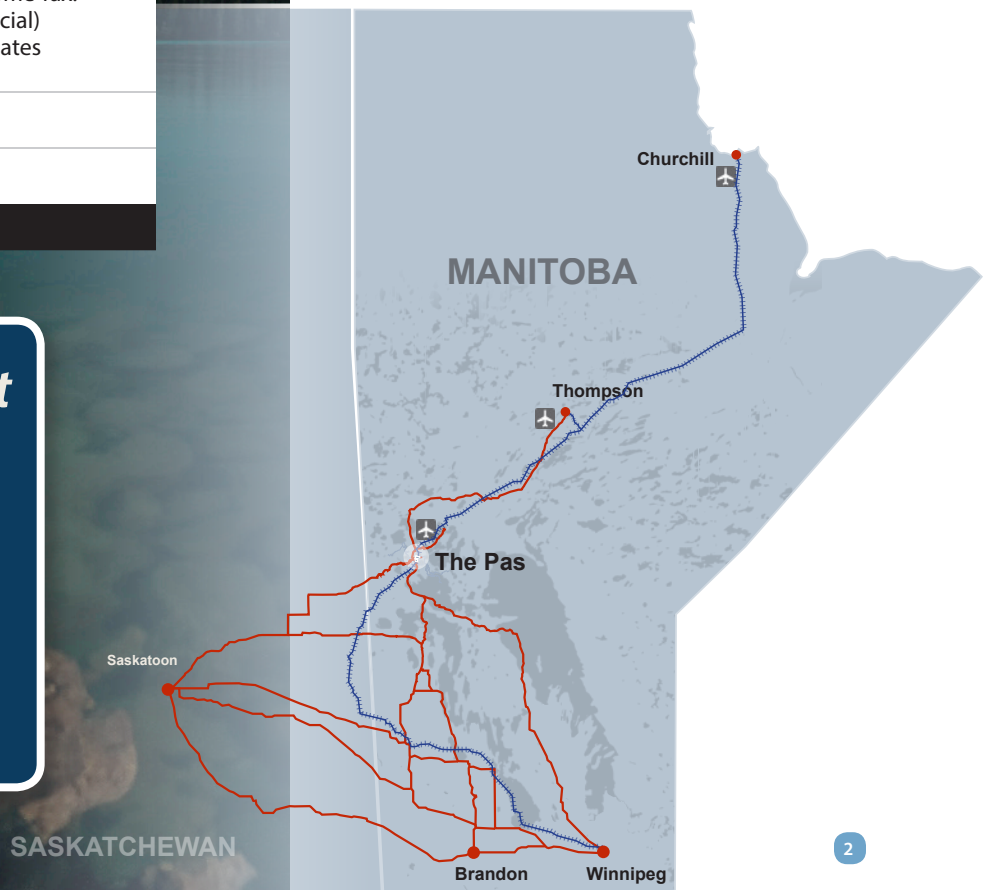 cial)
ates
t
Churchill
MANITOBA
Thompson
The Pas
Saskatoon
SASKATCHEWAN
Brandon
Winnipeg
2